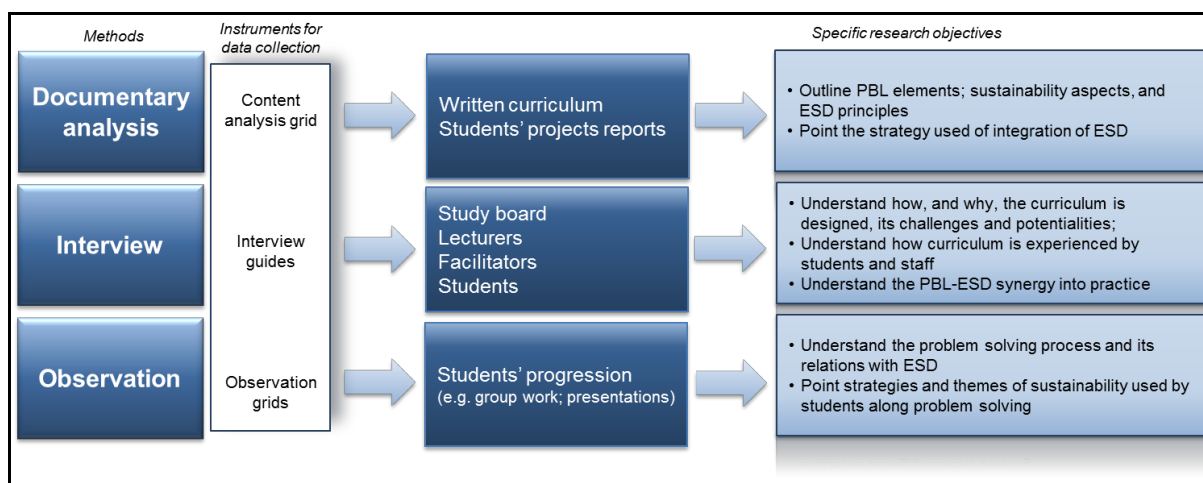 Methods
Instruments for
data collection
Specific research objectives
Documentary
analysis
Content
analysis grid
Written curriculum
Students’ projects reports
• Outline PBL elements; sustainability aspects, and
ESD principles
• Point the strategy used of integration of ESD
Interview
Interview
guides
Study board
Lecturers
Facilitators
Students
• Understand how, and why, the curriculum is
designed, its challenges and potentialities;
• Understand how curriculum is experienced by
students and staff
• Understand the PBL-ESD synergy into practice
Observation
Observation
grids
Students’ progression
(e.g. group work; presentations)
• Understand the problem solving process and its
relations with ESD
• Point strategies and themes of sustainability used by
students along problem solving